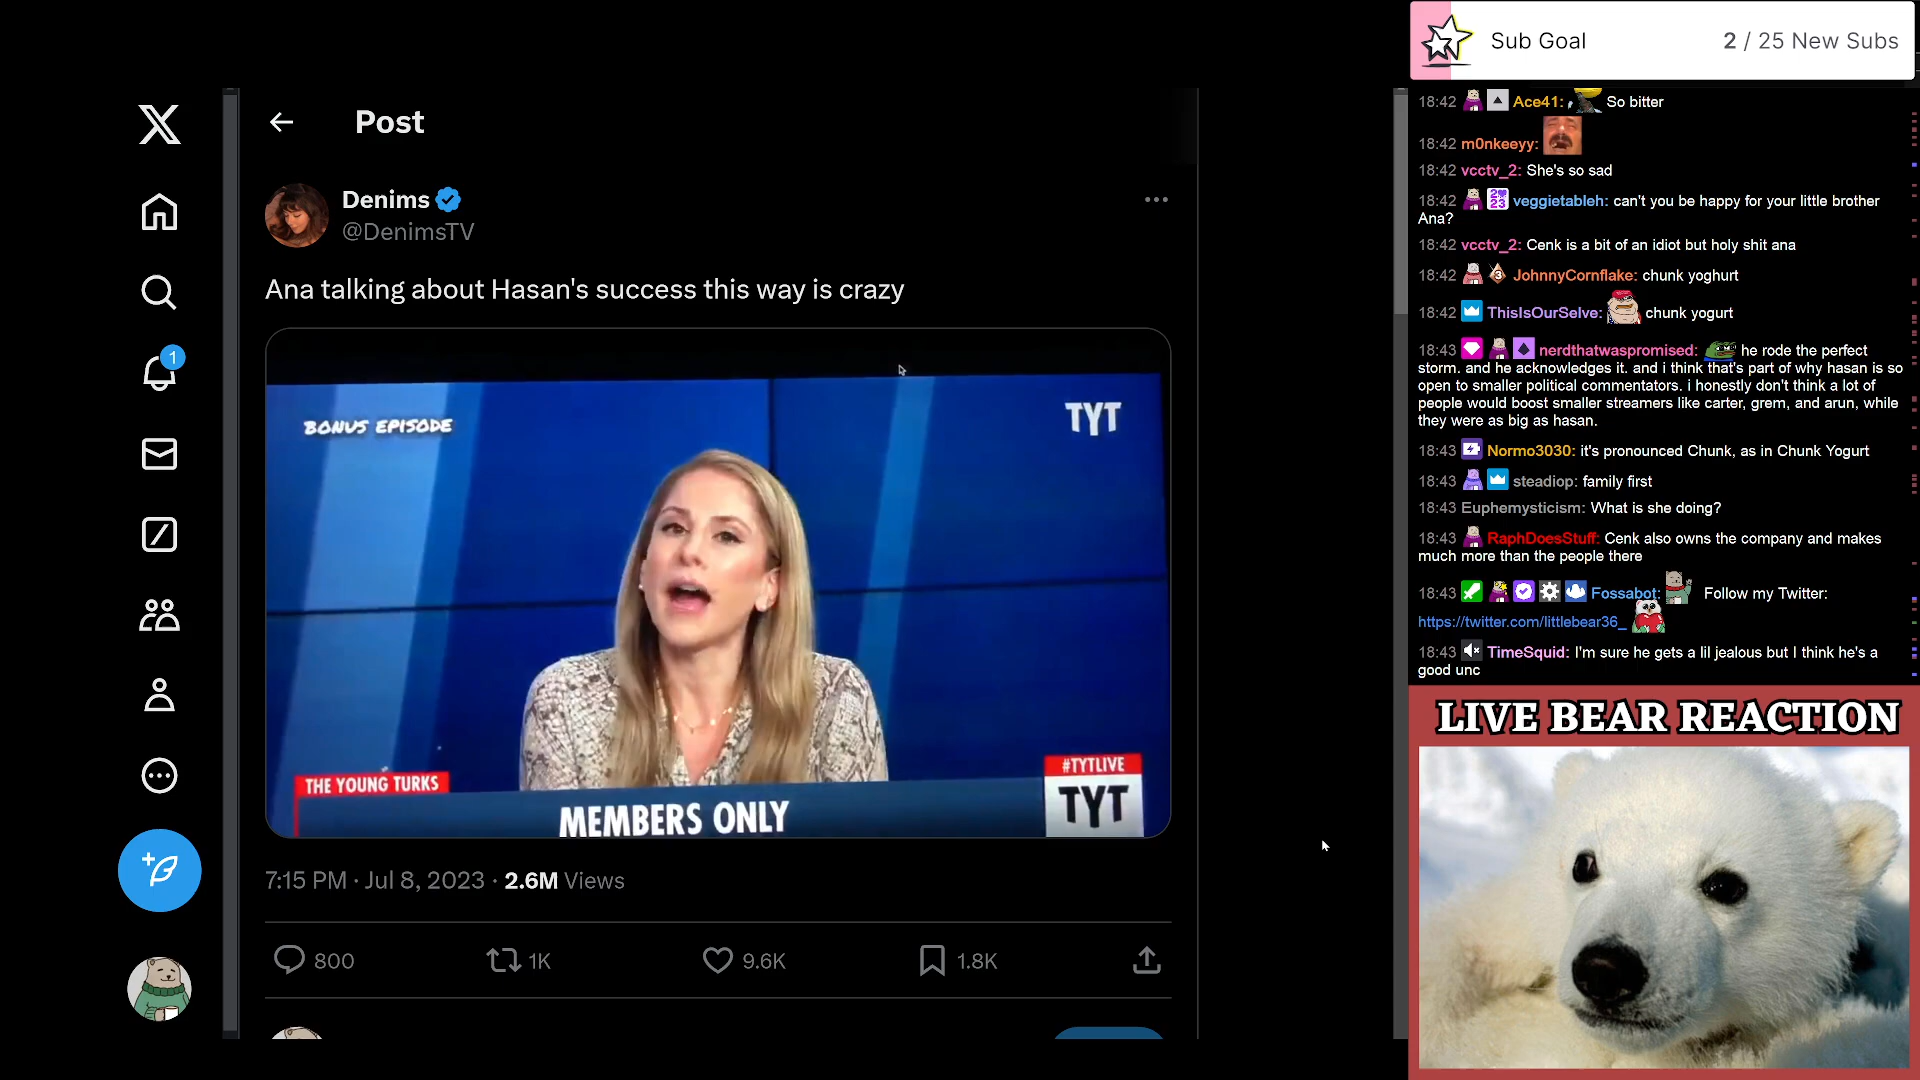 Sub Goal 2 / 25 New Subs
Post
Denims
@DenimsTV
Ana talking about Hasan's success this way is crazy
BONUS EPISODE
TYT
THE YOUNG TURKS
MEMBERS ONLY
#TYTLIVE
TYT
7:15 PM · Jul 8, 2023 · 2.6M Views
800 1K 9.6K 1.8K
1
18:42 Ace41: So bitter
18:42 m0nkeeyy:
18:42 vcctv_2: She's so sad
18:42 veggietableh: can't you be happy for your little brother
Ana?
18:42 vcctv_2: Cenk is a bit of an idiot but holy shit ana
18:42 JohnnyCornflake: chunk yoghurt
18:42 ThisIsOurSelve: chunk yogurt
18:43 nerdthatwaspromised: he rode the perfect
storm. and he acknowledges it. and i think that's part of why hasan is so
open to smaller political commentators. i honestly don't think a lot of
people would boost smaller streamers like carter, grem, and arun, while
they were as big as hasan.
18:43 Normo3030: it's pronounced Chunk, as in Chunk Yogurt
18:43 steadiop: family first
18:43 Euphemysticism: What is she doing?
18:43 RaphDoesStuff: Cenk also owns the company and makes
much more than the people there
18:43 Fossabot: Follow my Twitter:
https://twitter.com/littlebear36_
18:43 TimeSquid: I'm sure he gets a lil jealous but I think he's a
good unc
LIVE BEAR REACTION